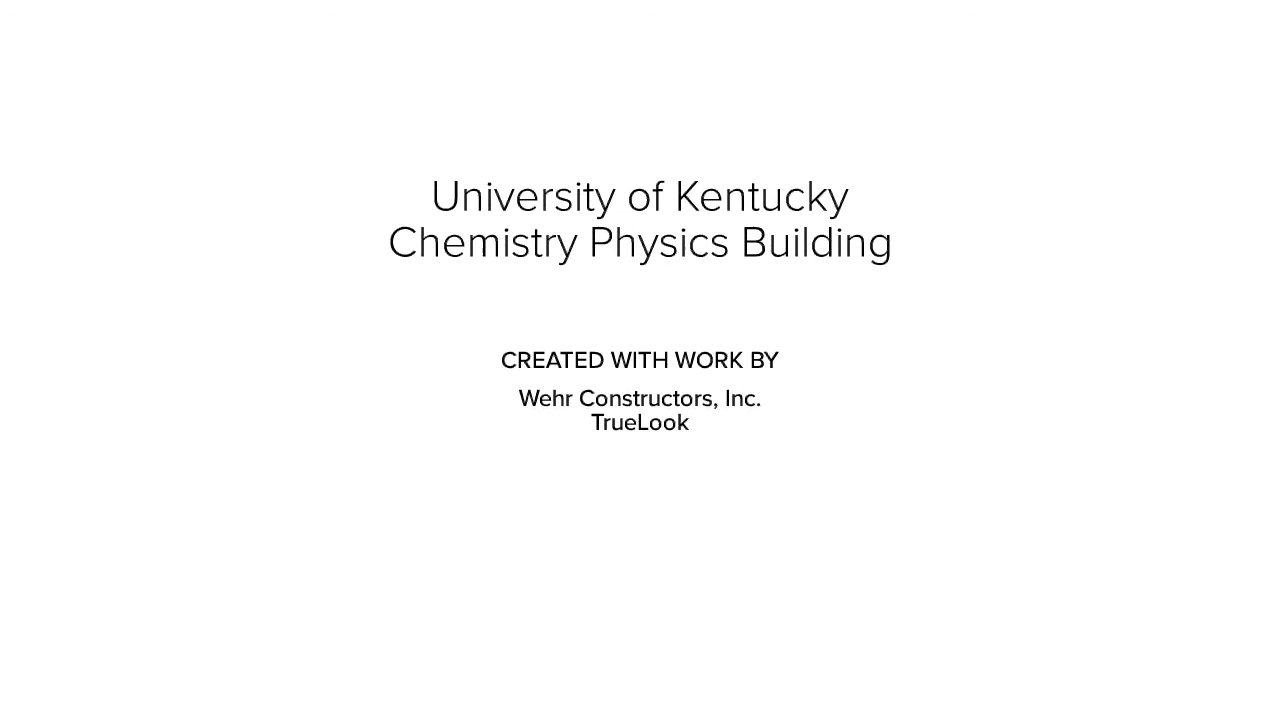 University of Kentucky
Chemistry Physics Building
CREATED WITH WORK BY
Wehr Constructors, Inc.
TrueLook